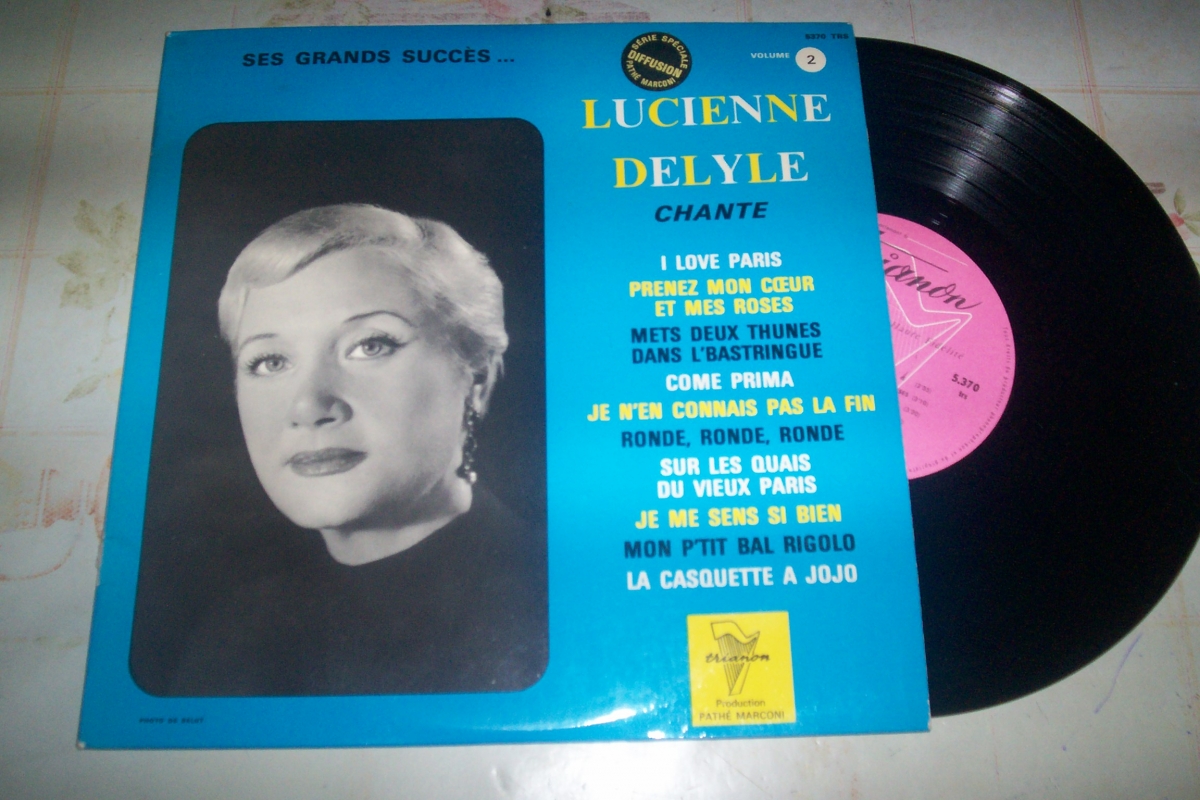 SES GRANDS SUCCÈS...
SÉRIE SPÉCIALE
DIFFUSION
PATHÉ MARCONI
VOLUME 2
5370 TRS
LUCIENNE
DELYLE
CHANTE
I LOVE PARIS
PRENEZ MON CŒUR
ET MES ROSES
METS DEUX THUNES
DANS L'BASTRINGUE
COME PRIMA
JE N'EN CONNAIS PAS LA FIN
RONDE, RONDE, RONDE
SUR LES QUAIS
DU VIEUX PARIS
JE ME SENS SI BIEN
MON P'TIT BAL RIGOLO
LA CASQUETTE A JOJO
trianon
Production
PATHÉ MARCONI
5.370